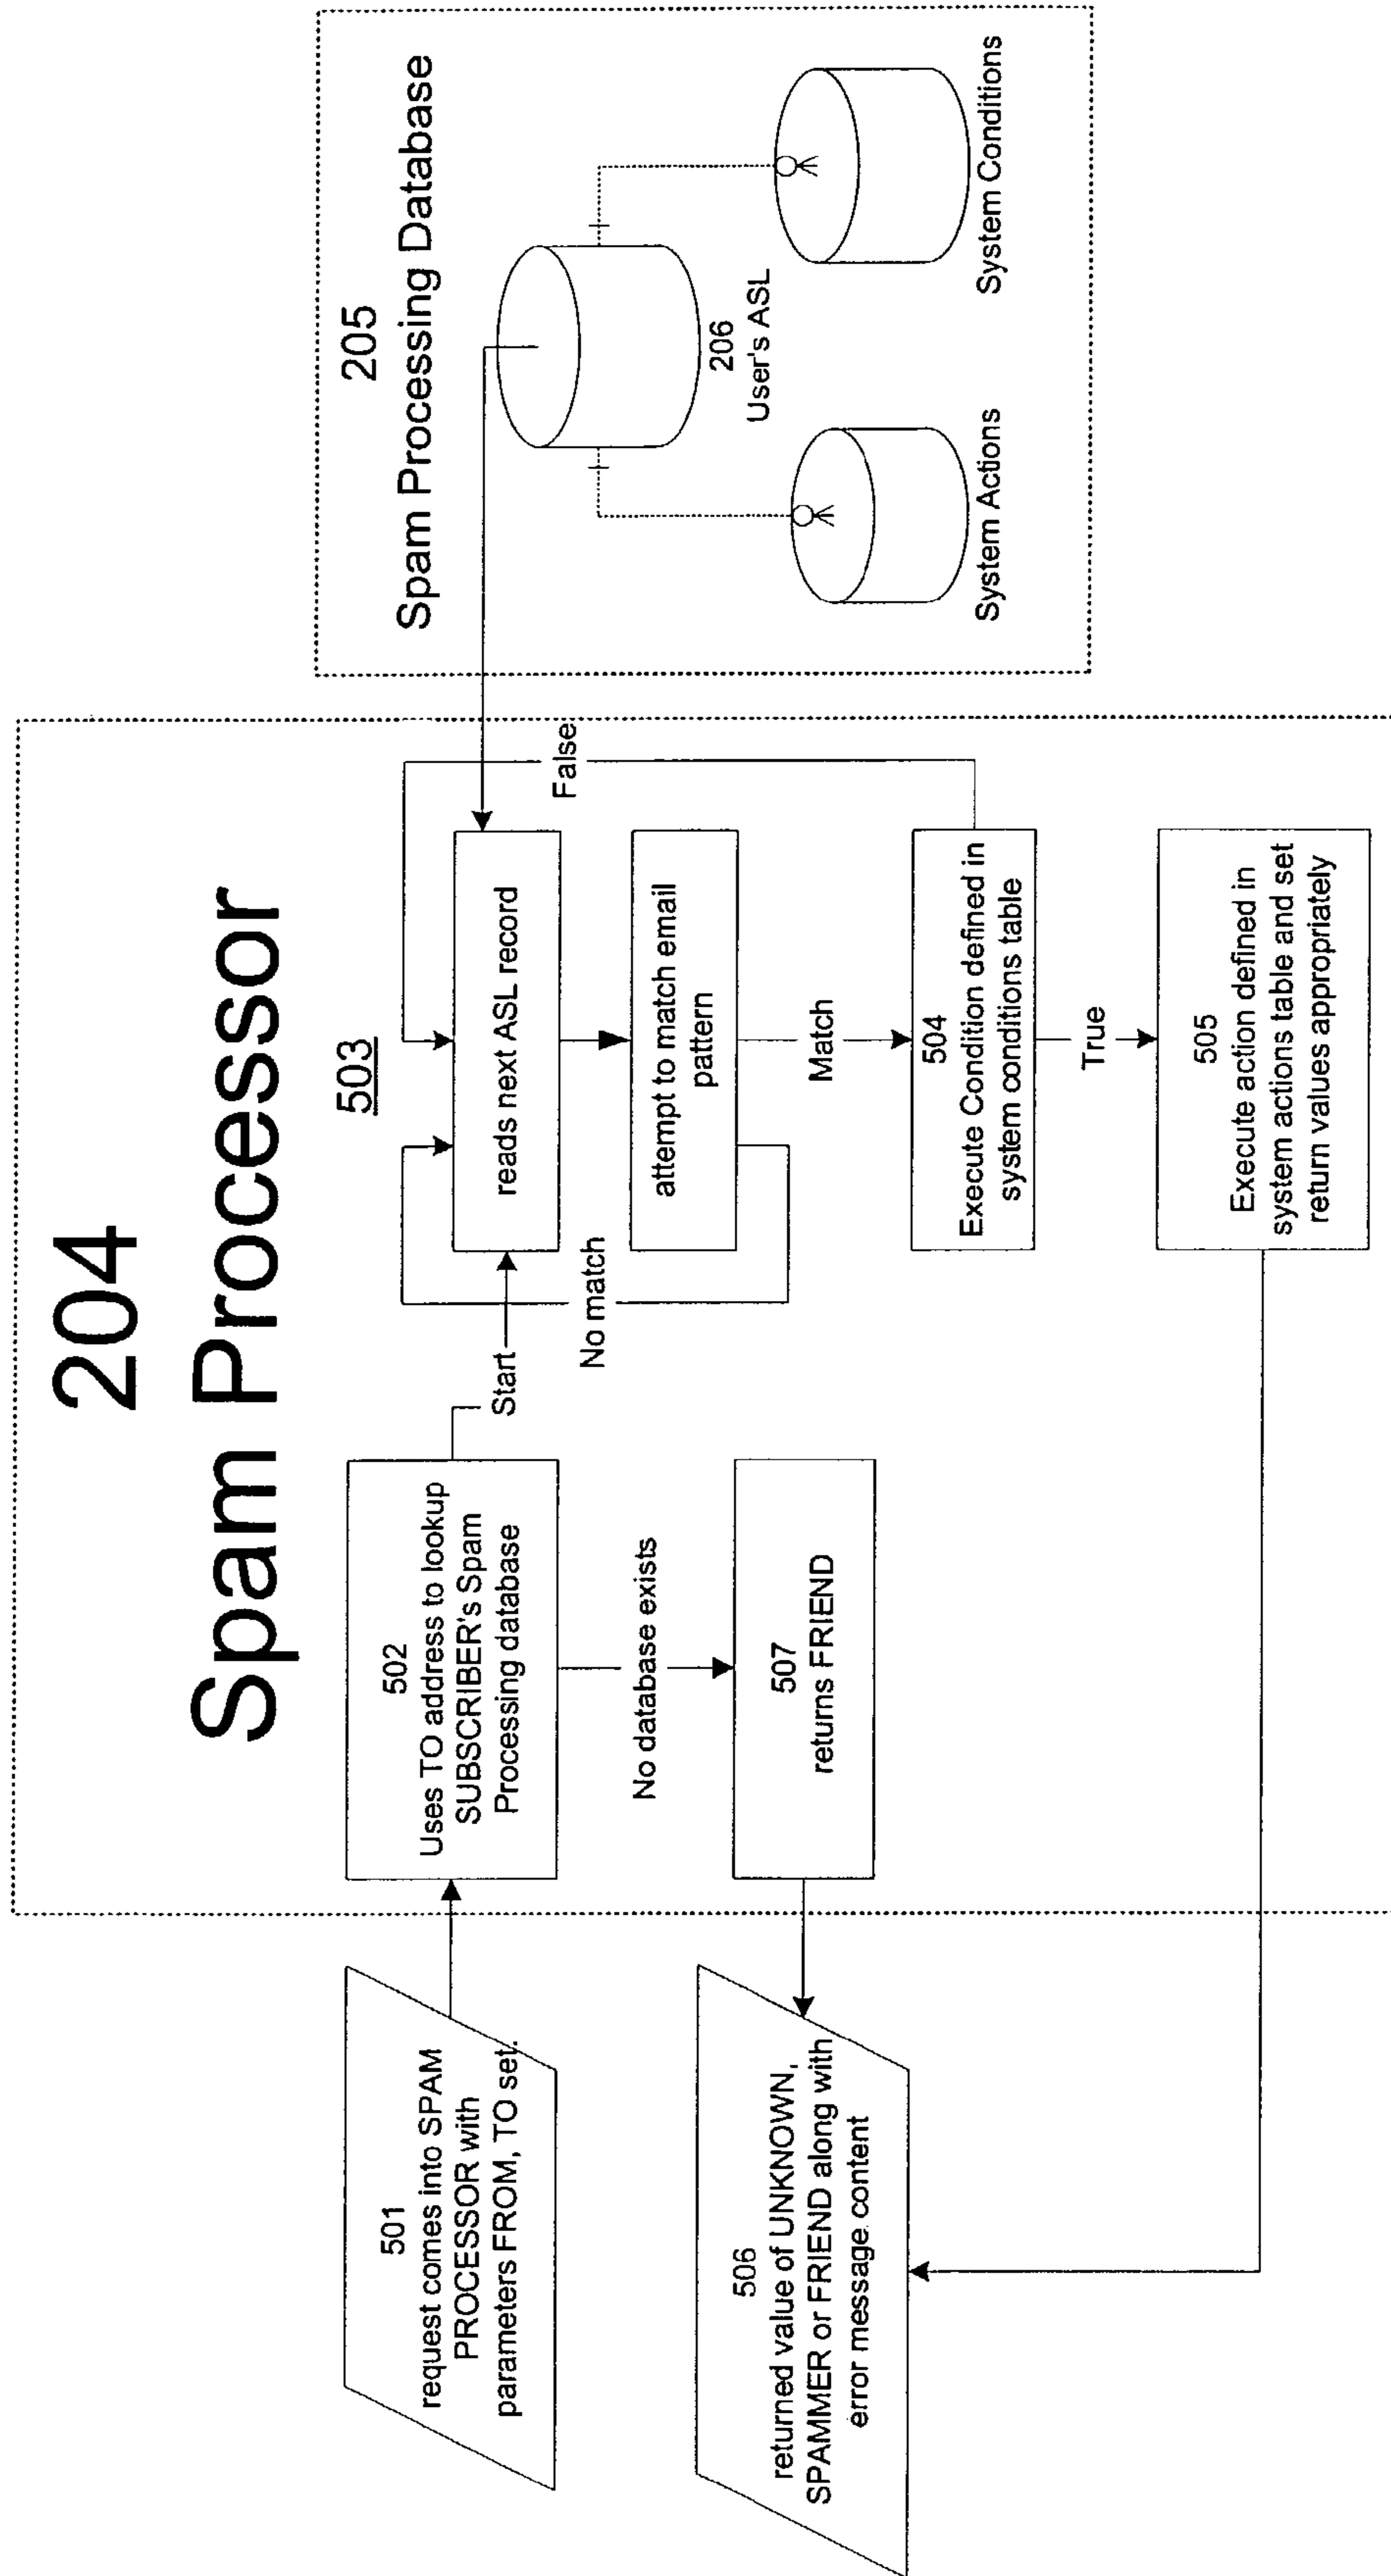 204
Spam Processor
205
Spam Processing Database
501
request comes into SPAM
PROCESSOR with
parameters FROM, TO set.
502
Uses TO address to lookup
SUBSCRIBER's Spam
Processing database
Start
No database exists
507
returns FRIEND
506
returned value of UNKNOWN,
SPAMMER or FRIEND along with
error message content
503
reads next ASL record
No match
False
attempt to match email
pattern
Match
504
Execute Condition defined in
system conditions table
True
505
Execute action defined in
system actions table and set
return values appropriately
206
User's ASL
System Actions
System Conditions